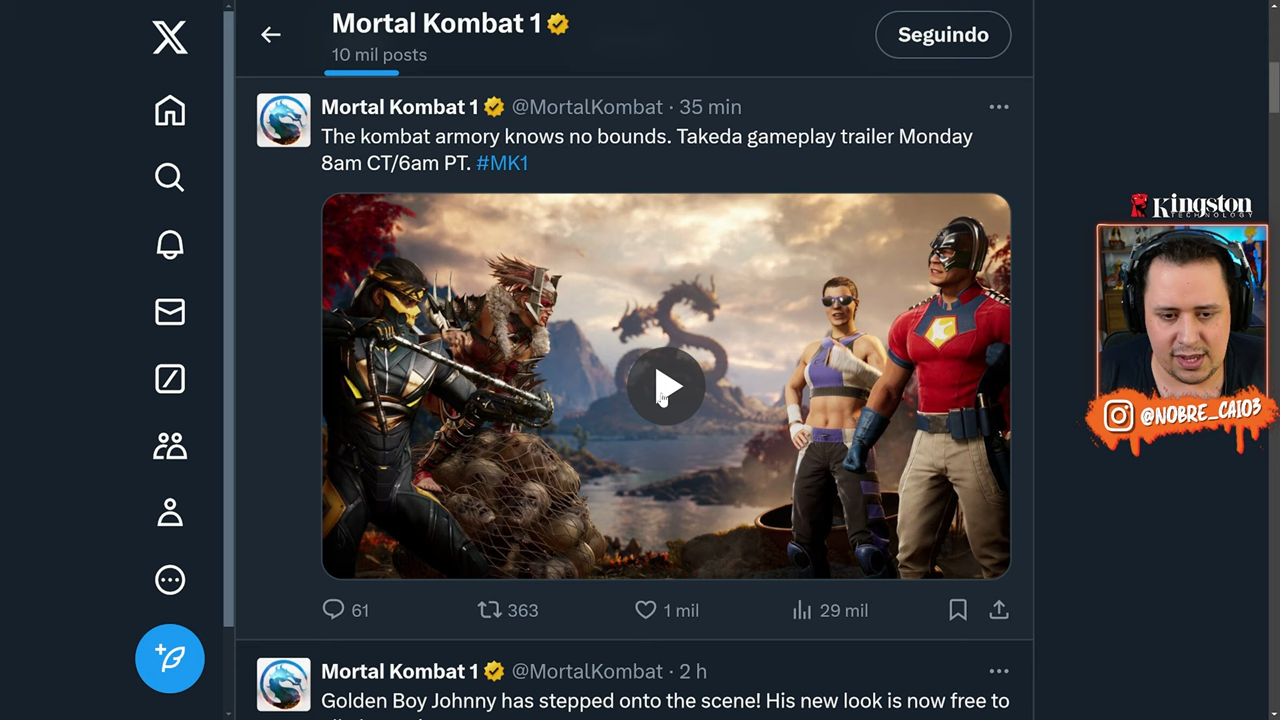 Mortal Kombat 1
10 mil posts
Seguindo
Mortal Kombat 1 @MortalKombat · 35 min
The kombat armory knows no bounds. Takeda gameplay trailer Monday
8am CT/6am PT. #MK1
61
363
1 mil
29 mil
Mortal Kombat 1 @MortalKombat · 2 h
Golden Boy Johnny has stepped onto the scene! His new look is now free to
Kingston
TECHNOLOGY
@NOBRE_CAIO3